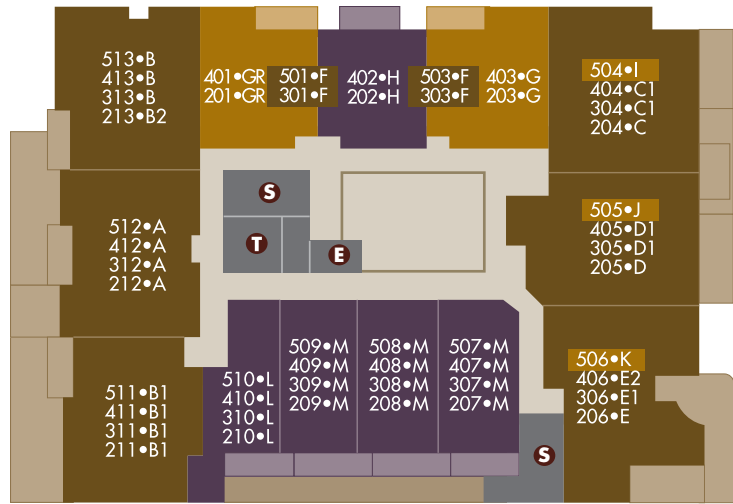 513•B
413•B
313•B
213•B2
401•GR
201•GR
501•F
301•F
402•H
202•H
503•F
303•F
403•G
203•G
504•I
404•C1
304•C1
204•C
S
T
E
512•A
412•A
312•A
212•A
505•J
405•D1
305•D1
205•D
511•B1
411•B1
311•B1
211•B1
510•L
410•L
310•L
210•L
509•M
409•M
309•M
209•M
508•M
408•M
308•M
208•M
507•M
407•M
307•M
207•M
506•K
406•E2
306•E1
206•E
S